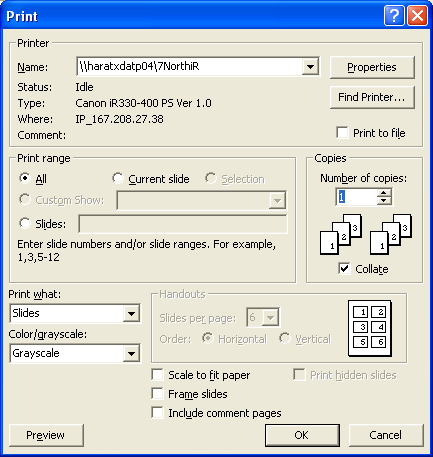 Print
Printer
Name: \\haratxdatp04\7NorthiR Properties
Status: Idle
Type: Canon iR330-400 PS Ver 1.0 Find Printer...
Where: IP_167.208.27.38
Comment: Print to file
Print range
All Current slide Selection
Custom Show:
Slides:
Enter slide numbers and/or slide ranges. For example,
1,3,5-12
Copies
Number of copies:
1
1 2 3 1 2 3
Collate
Print what:
Slides
Color/grayscale:
Grayscale
Handouts
Slides per page: 6
Order: Horizontal Vertical
1 2
3 4
5 6
Scale to fit paper Print hidden slides
Frame slides
Include comment pages
Preview OK Cancel